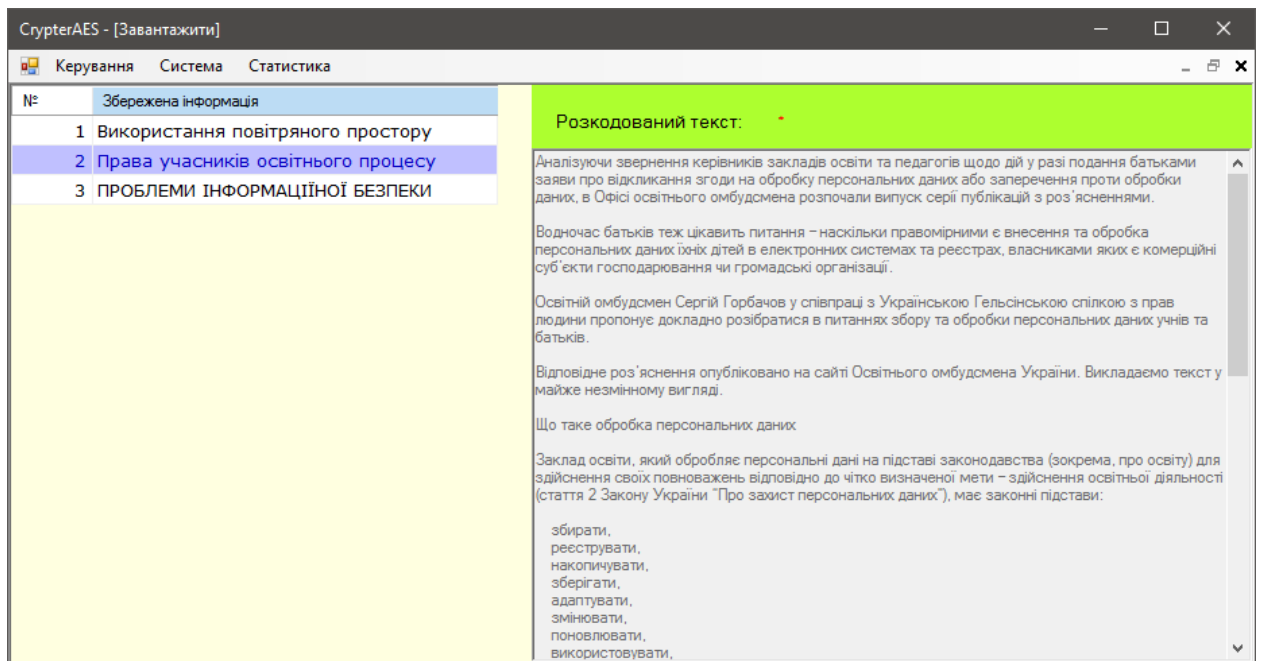 CrypterAES - [Завантажити]
Керування Система Статистика
№ Збережена інформація
1 Використання повітряного простору
2 Права учасників освітнього процесу
3 ПРОБЛЕМИ ІНФОРМАЦІЇНОЇ БЕЗПЕКИ
Розкодований текст: -
Аналізуючи звернення керівників закладів освіти та педагогів щодо дій у разі подання батьками
заяви про відкликання згоди на обробку персональних даних або заперечення проти обробки
даних, в Офісі освітнього омбудсмена розпочали випуск серії публікацій з роз'ясненнями.
Водночас батьків теж цікавить питання – наскільки правомірними є внесення та обробка
персональних даних їхніх дітей в електронних системах та реєстрах, власниками яких є комерційні
суб'єкти господарювання чи громадські організації.
Освітній омбудсмен Сергій Горбачов у співпраці з Українською Гельсінською спілкою з прав
людини пропонує докладно розібратися в питаннях збору та обробки персональних даних учнів та
батьків.
Відповідне роз'яснення опубліковано на сайті Освітнього омбудсмена України. Викладаємо текст у
майже незмінному вигляді.
Що таке обробка персональних даних
Заклад освіти, який обробляє персональні дані на підставі законодавства (зокрема, про освіту) для
здійснення своїх повноважень відповідно до чітко визначеної мети – здійснення освітньої діяльності
(стаття 2 Закону України "Про захист персональних даних"), має законні підстави:
збирати,
реєструвати,
накопичувати,
зберігати,
адаптувати,
змінювати,
поновлювати,
використовувати,